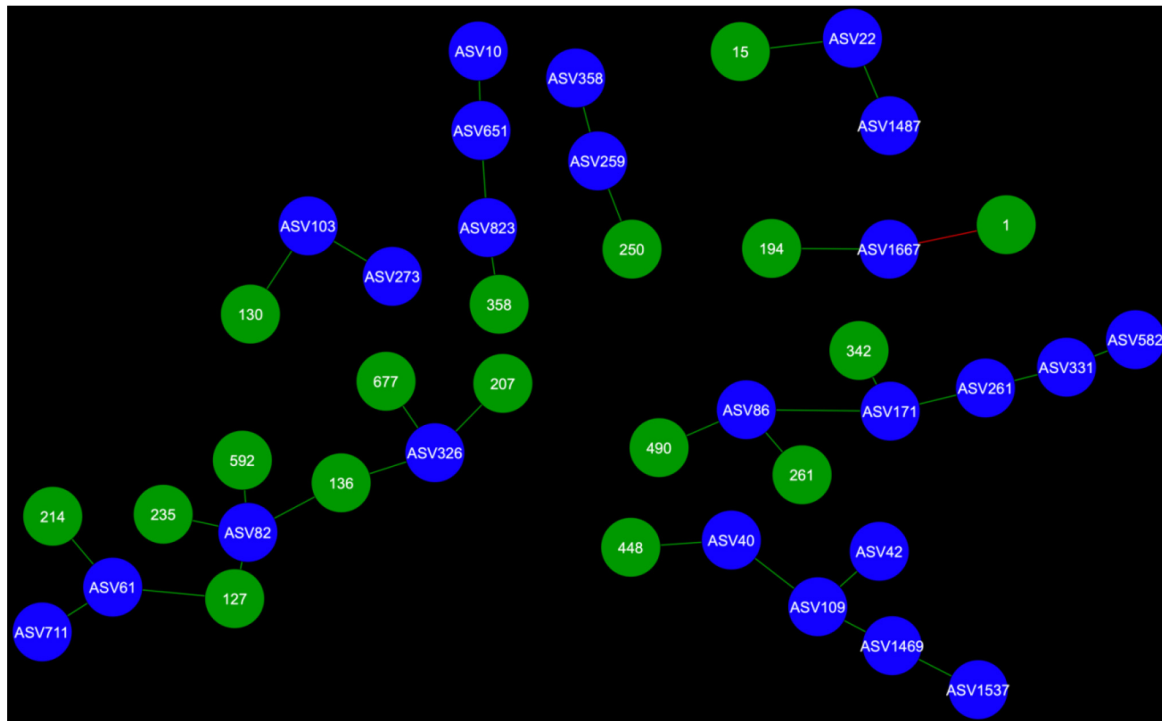 ASV10
ASV22
15
ASV358
ASV651
ASV1487
ASV259
ASV103
ASV823
1
250
194
ASV1667
ASV273
358
130
ASV582
342
ASV331
677
207
ASV261
ASV86
ASV171
490
ASV326
592
136
261
214
235
ASV82
ASV40
448
ASV42
ASV61
127
ASV109
ASV711
ASV1469
ASV1537